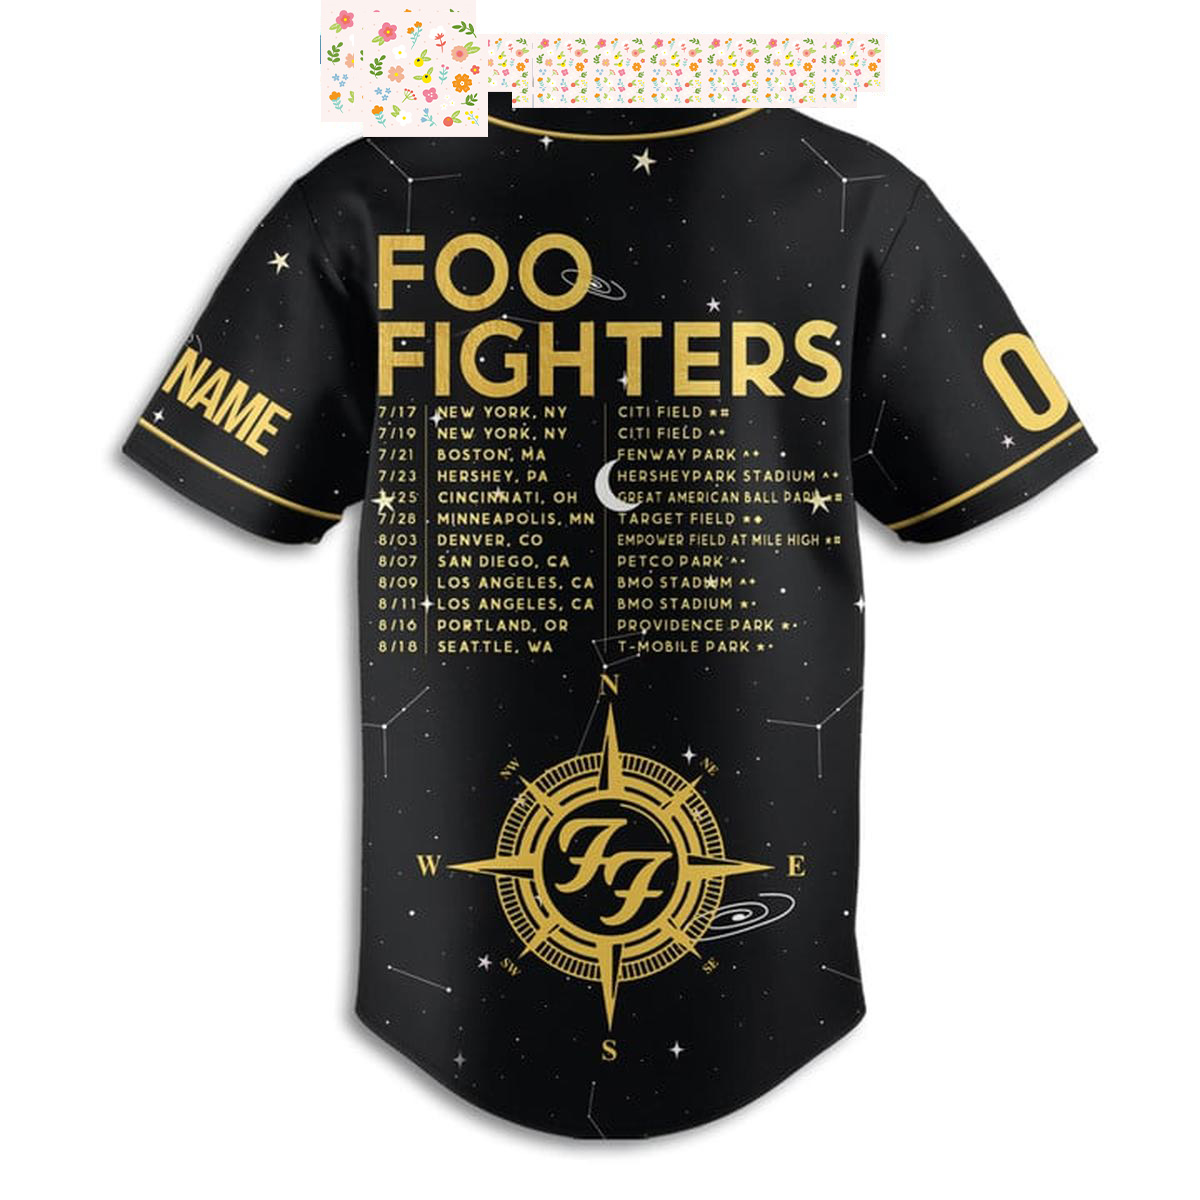 FOO
FIGHTERS
NAME
0
7/17 NEW YORK, NY CITI FIELD ★#
7/19 NEW YORK, NY CITI FIELD ^+
7/21 BOSTON, MA FENWAY PARK ^+
7/23 HERSHEY, PA HERSHEYPARK STADIUM ^+
7/25 CINCINNATI, OH GREAT AMERICAN BALL PARK ★#
7/28 MINNEAPOLIS, MN TARGET FIELD ★+
8/03 DENVER, CO EMPOWER FIELD AT MILE HIGH ★#
8/07 SAN DIEGO, CA PETCO PARK ^•
8/09 LOS ANGELES, CA BMO STADIUM ^+
8/11 LOS ANGELES, CA BMO STADIUM ★•
8/16 PORTLAND, OR PROVIDENCE PARK ★•
8/18 SEATTLE, WA T-MOBILE PARK ★•
N
NW NE
FF
W E
SW SE
S